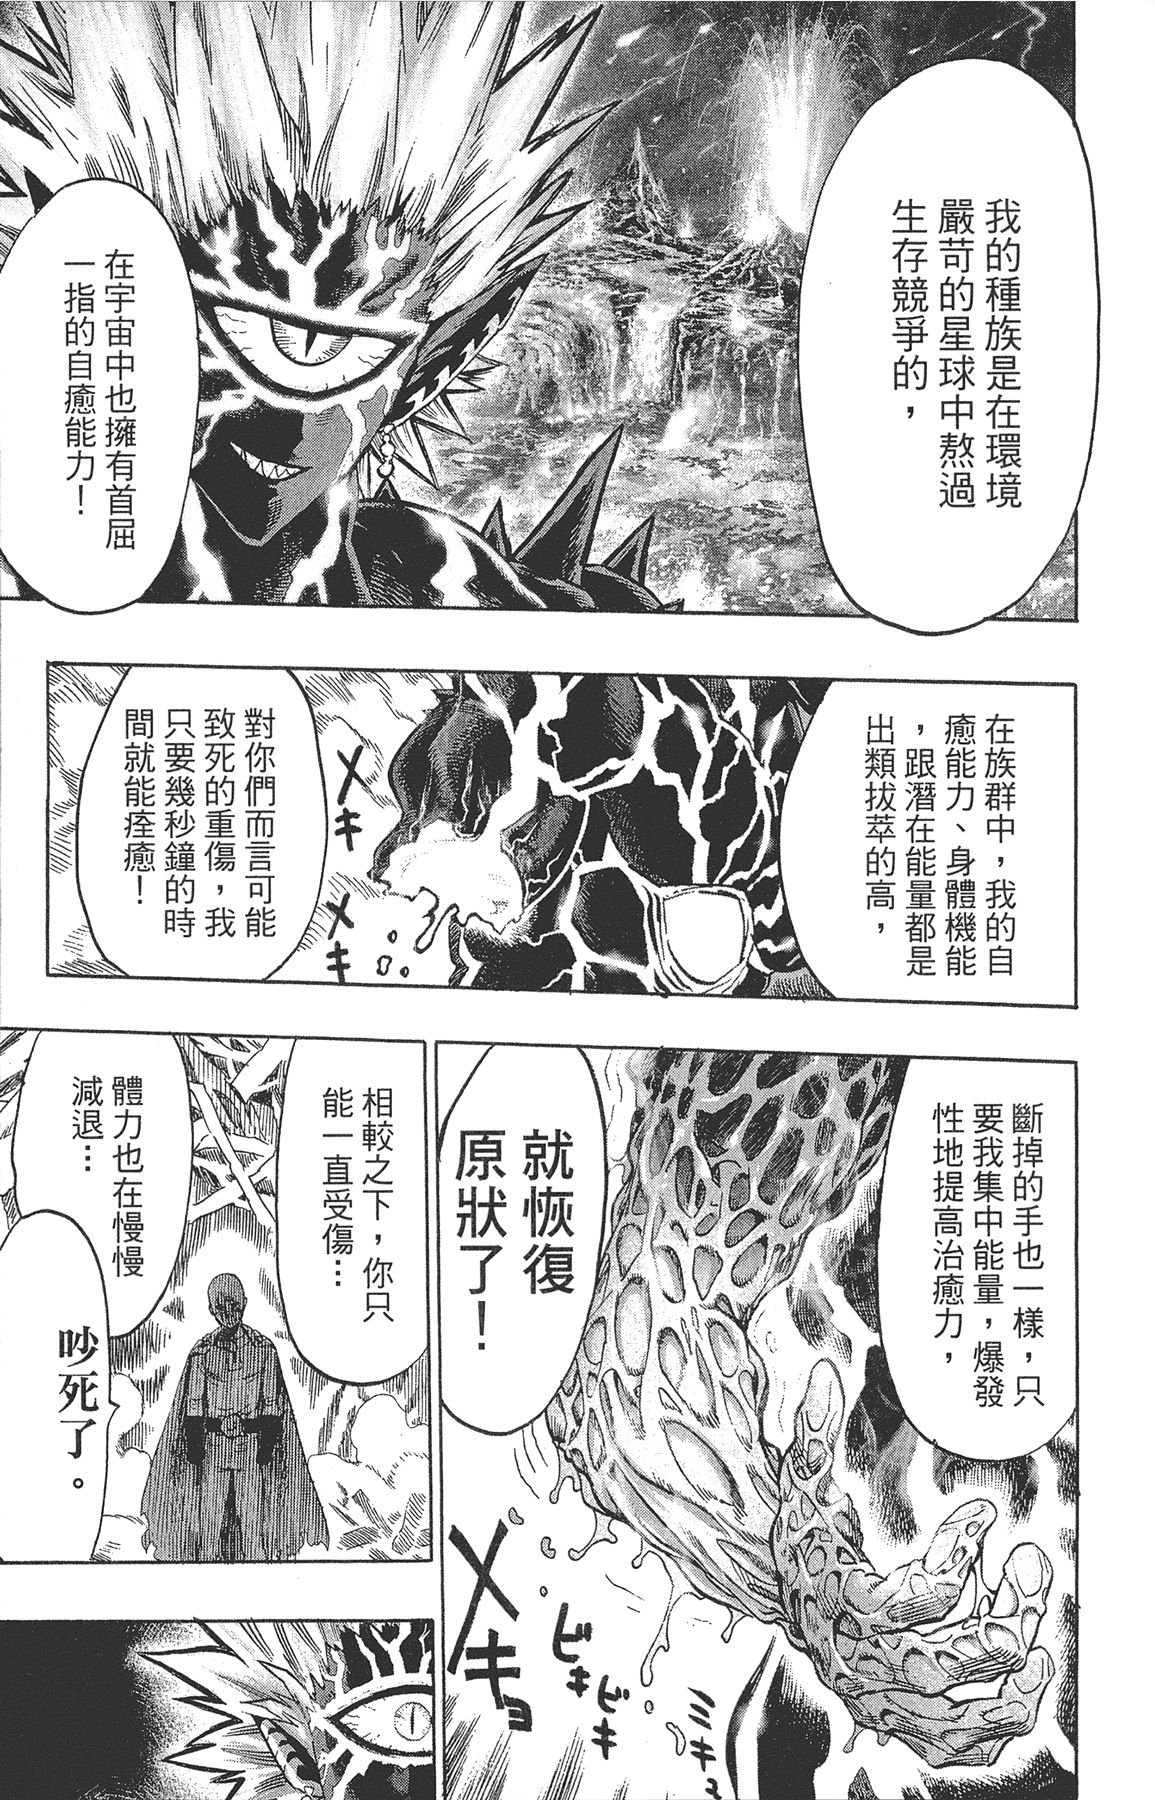 我的種族是在環境
嚴苛的星球中熬過
生存競爭的，
在宇宙中也擁有首屈
一指的自癒能力！
在族群中，我的自
癒能力、身體機能
，跟潛在能量都是
出類拔萃的高，
對你們而言可能
致死的重傷，我
只要幾秒鐘的時
間就能痊癒！
メキ
メキ
斷掉的手也一樣，只
要我集中能量，爆發
性地提高治癒力，
就恢復
原狀了！
ミキュ
ビキビキ
メキョ
相較之下，你只
能一直受傷…
體力也在慢慢
減退…
吵死了。